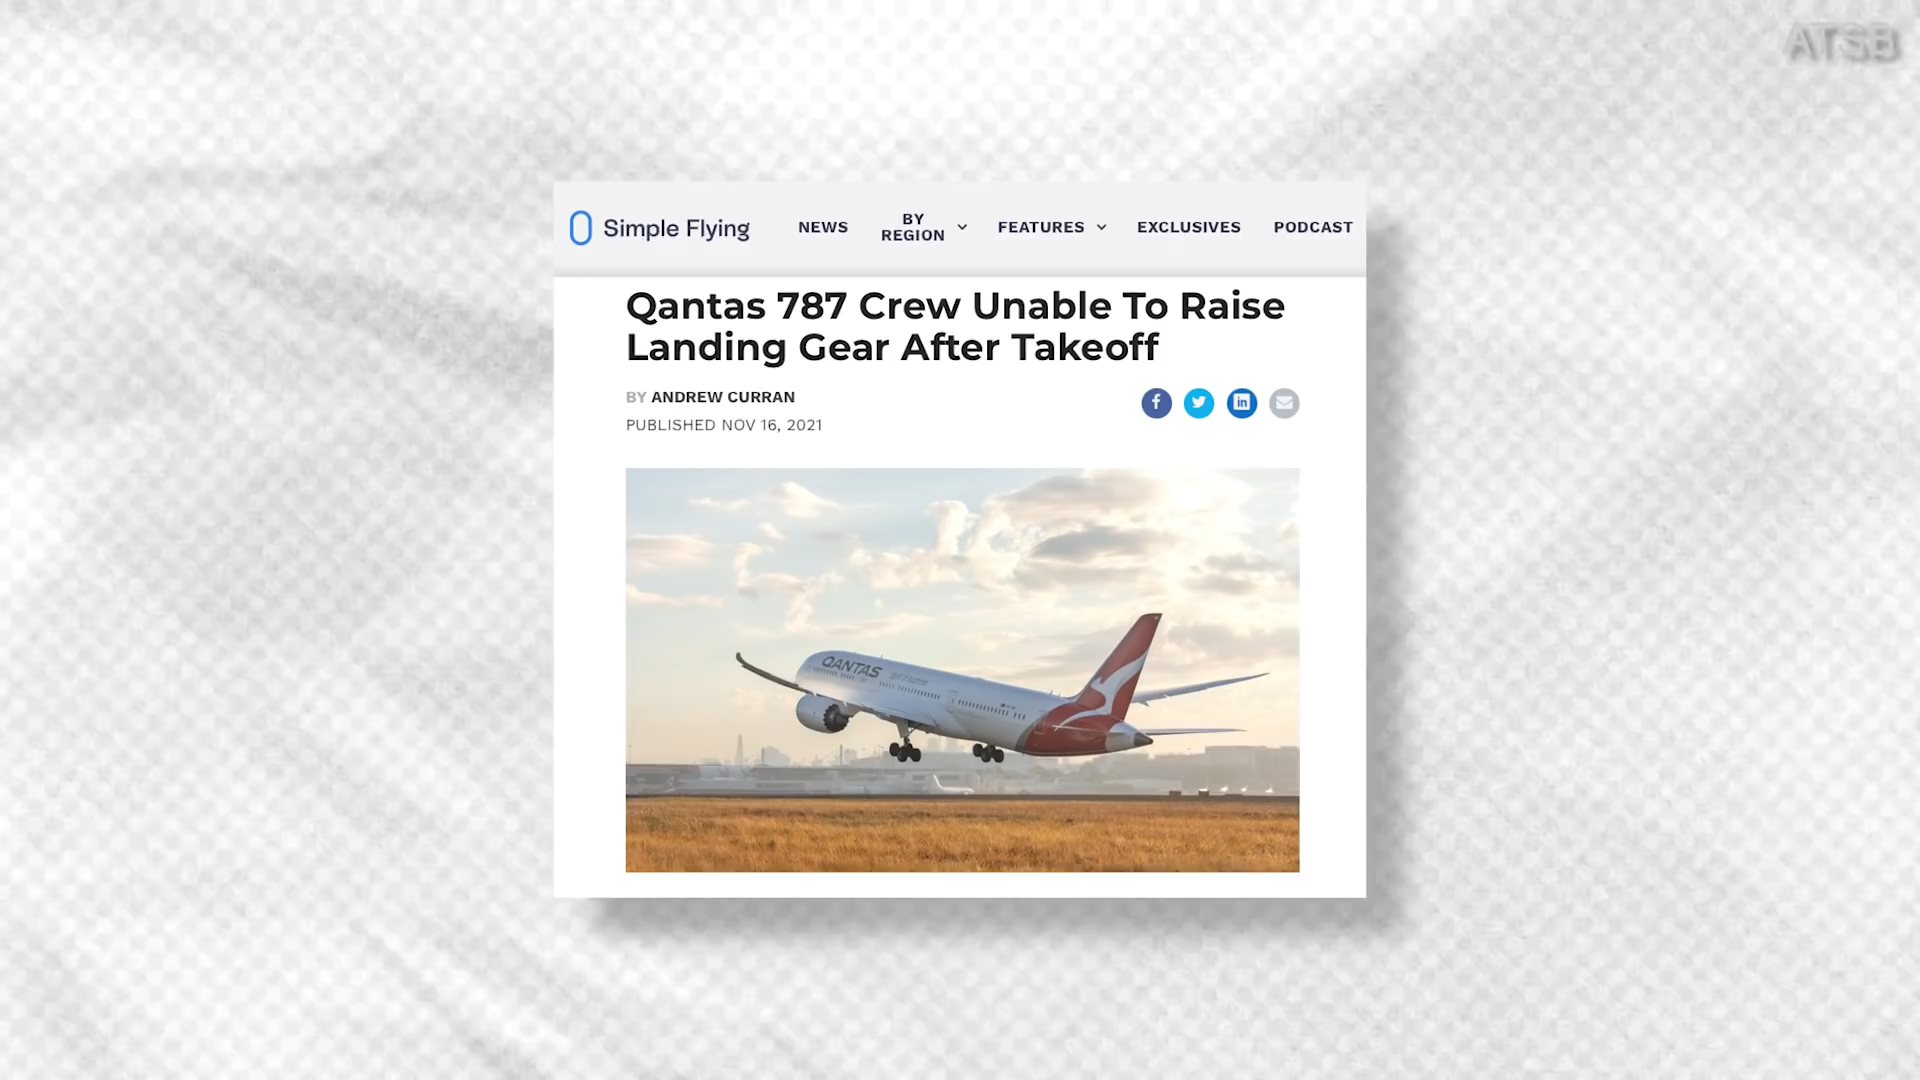 ATSB
Simple Flying
NEWS
BY
REGION
FEATURES
EXCLUSIVES
PODCAST
Qantas 787 Crew Unable To Raise
Landing Gear After Takeoff
BY ANDREW CURRAN
PUBLISHED NOV 16, 2021
QANTAS